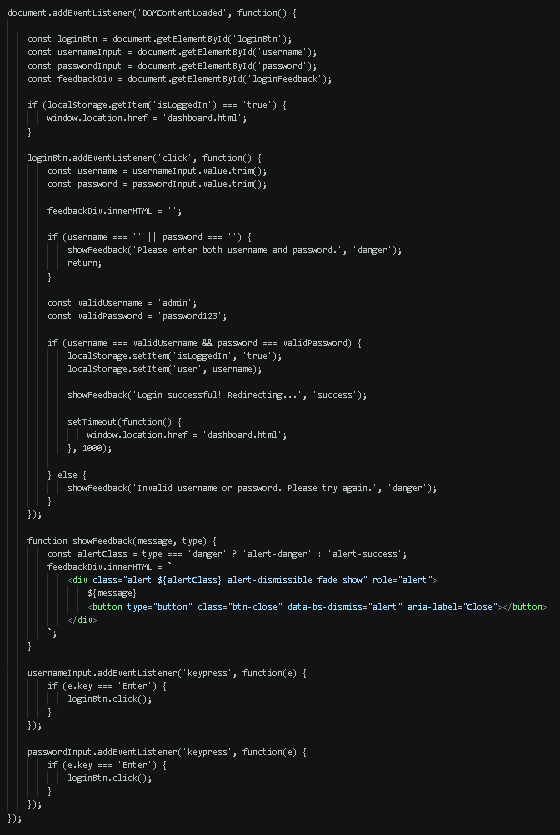 document.addEventListener('DOMContentLoaded', function() {
const loginBtn = document.getElementById('loginBtn');
const usernameInput = document.getElementById('username');
const passwordInput = document.getElementById('password');
const feedbackDiv = document.getElementById('loginFeedback');
if (localStorage.getItem('isLoggedIn') === 'true') {
window.location.href = 'dashboard.html';
}
loginBtn.addEventListener('click', function() {
const username = usernameInput.value.trim();
const password = passwordInput.value.trim();
feedbackDiv.innerHTML = '';
if (username === '' || password === '') {
showFeedback('Please enter both username and password.', 'danger');
return;
}
const validUsername = 'admin';
const validPassword = 'password123';
if (username === validUsername && password === validPassword) {
localStorage.setItem('isLoggedIn', 'true');
localStorage.setItem('user', username);
showFeedback('Login successful! Redirecting...', 'success');
setTimeout(function() {
window.location.href = 'dashboard.html';
}, 1000);
} else {
showFeedback('Invalid username or password. Please try again.', 'danger');
}
});
function showFeedback(message, type) {
const alertClass = type === 'danger' ? 'alert-danger' : 'alert-success';
feedbackDiv.innerHTML = `
<div class="alert ${alertClass} alert-dismissible fade show" role="alert">
${message}
<button type="button" class="btn-close" data-bs-dismiss="alert" aria-label="Close"></button>
</div>
`;
}
usernameInput.addEventListener('keypress', function(e) {
if (e.key === 'Enter') {
loginBtn.click();
}
});
passwordInput.addEventListener('keypress', function(e) {
if (e.key === 'Enter') {
loginBtn.click();
}
});
});